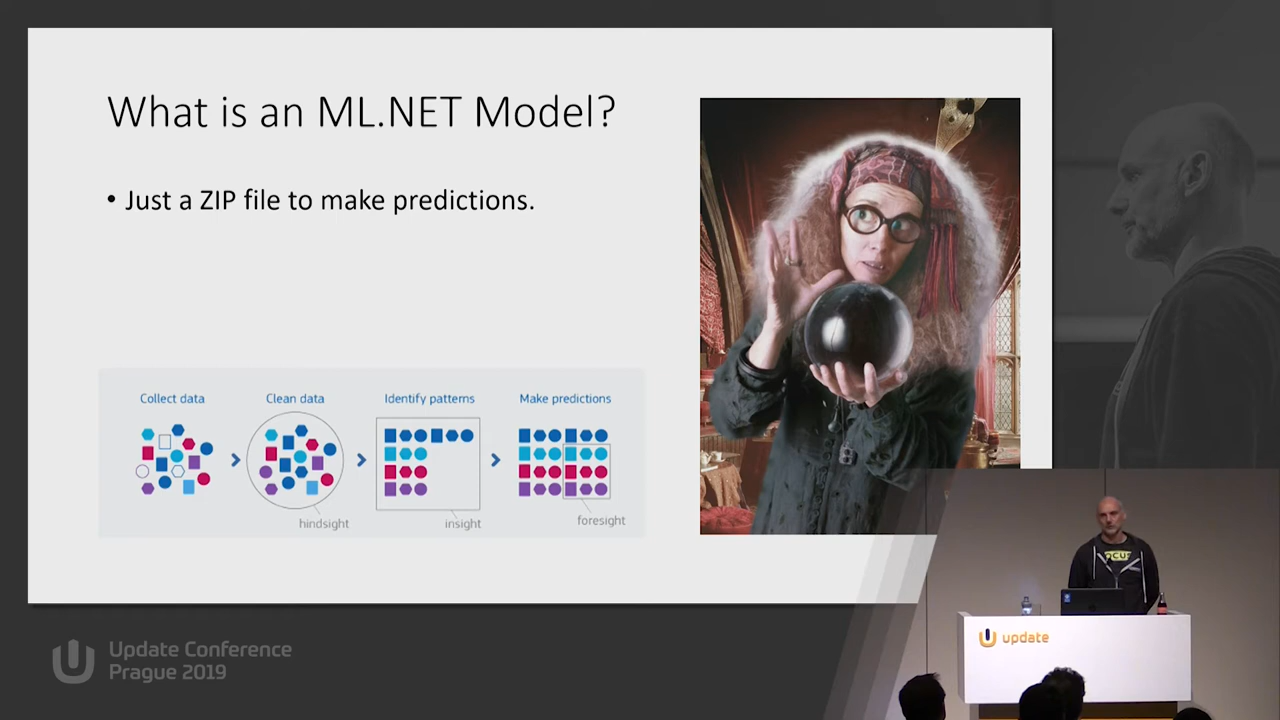 What is an ML.NET Model?
• Just a ZIP file to make predictions.
Collect data
Clean data
Identify patterns
Make predictions
hindsight
insight
foresight
OCUS
update
Update Conference
Prague 2019